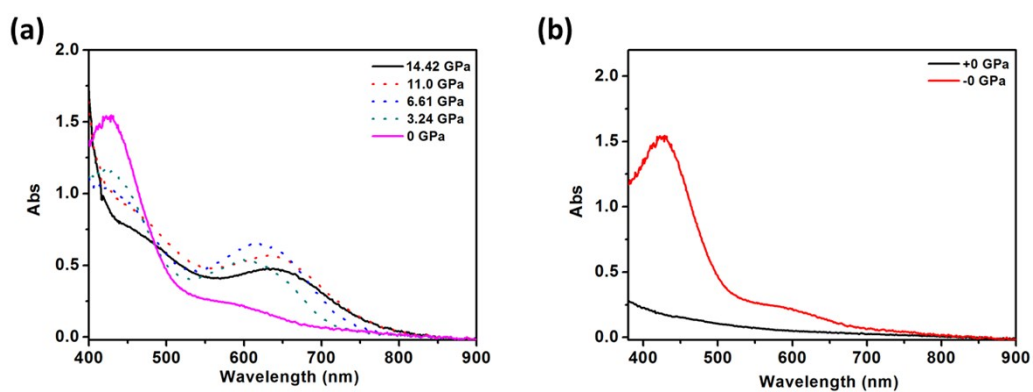 (a)
2.0
1.5
1.0
0.5
0.0
Abs
14.42 GPa
11.0 GPa
6.61 GPa
3.24 GPa
0 GPa
400 500 600 700 800 900
Wavelength (nm)
(b)
2.0
1.5
1.0
0.5
0.0
Abs
+0 GPa
-0 GPa
400 500 600 700 800 900
Wavelength (nm)